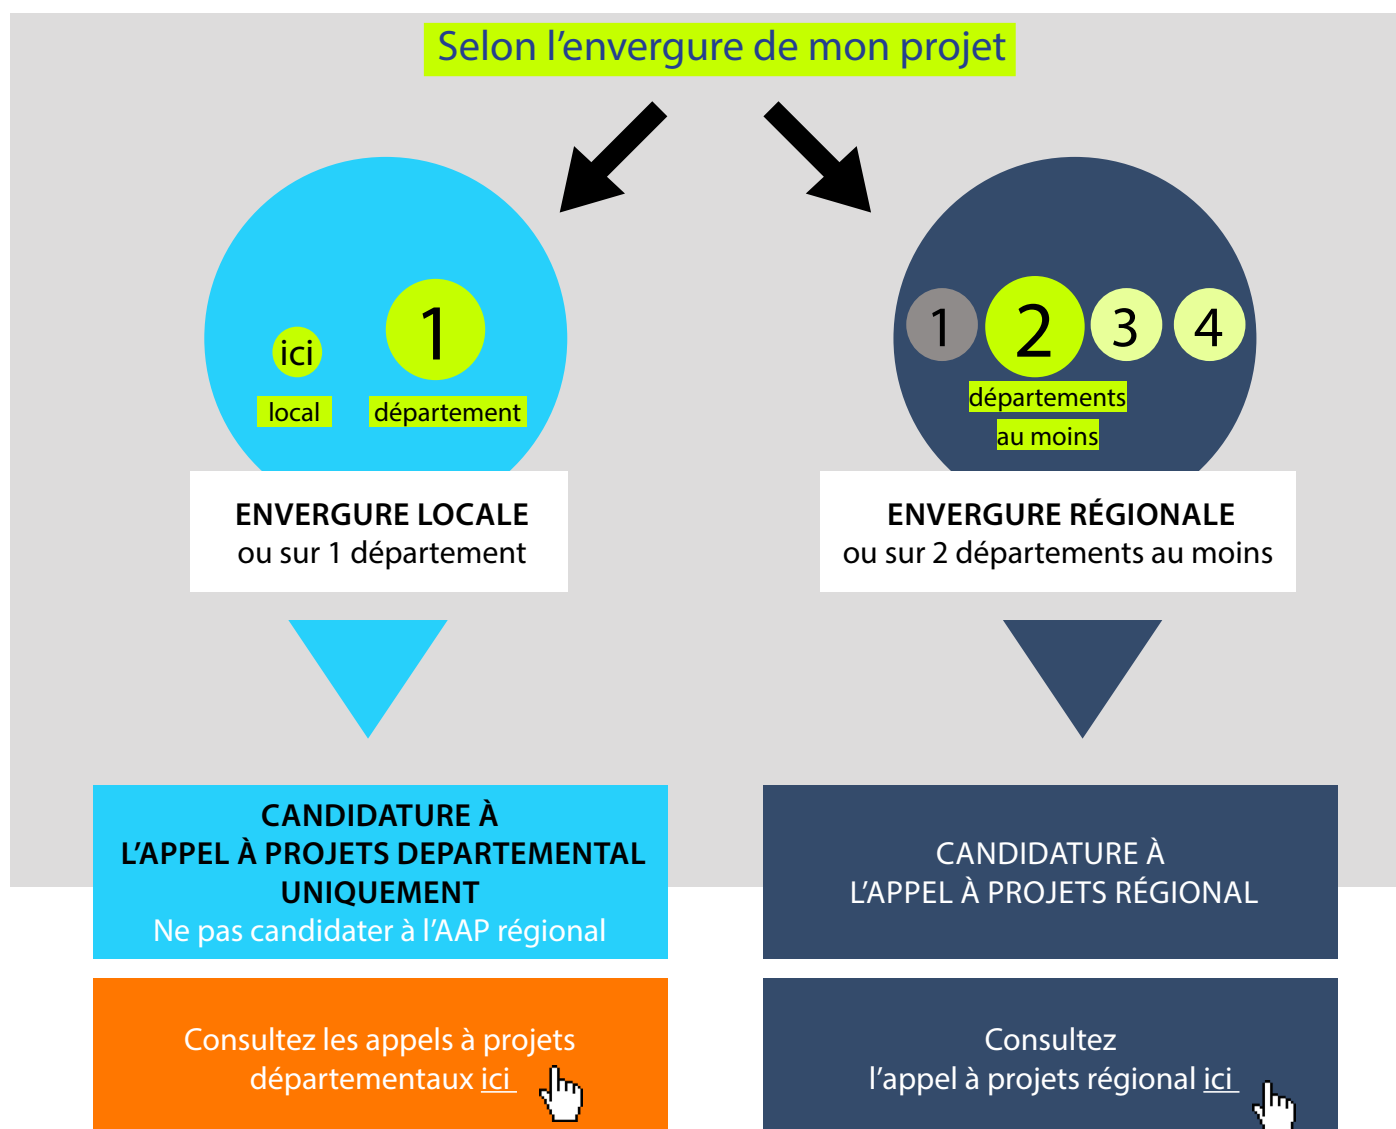 Selon l'envergure de mon projet
ici
1
local
département
1
2
3
4
départements
au moins
ENVERGURE LOCALE
ou sur 1 département
ENVERGURE RÉGIONALE
ou sur 2 départements au moins
CANDIDATURE À
L'APPEL À PROJETS DEPARTEMENTAL
UNIQUEMENT
Ne pas candidater à l'AAP régional
CANDIDATURE À
L'APPEL À PROJETS RÉGIONAL
Consultez les appels à projets
départementaux ici
Consultez
l'appel à projets régional ici